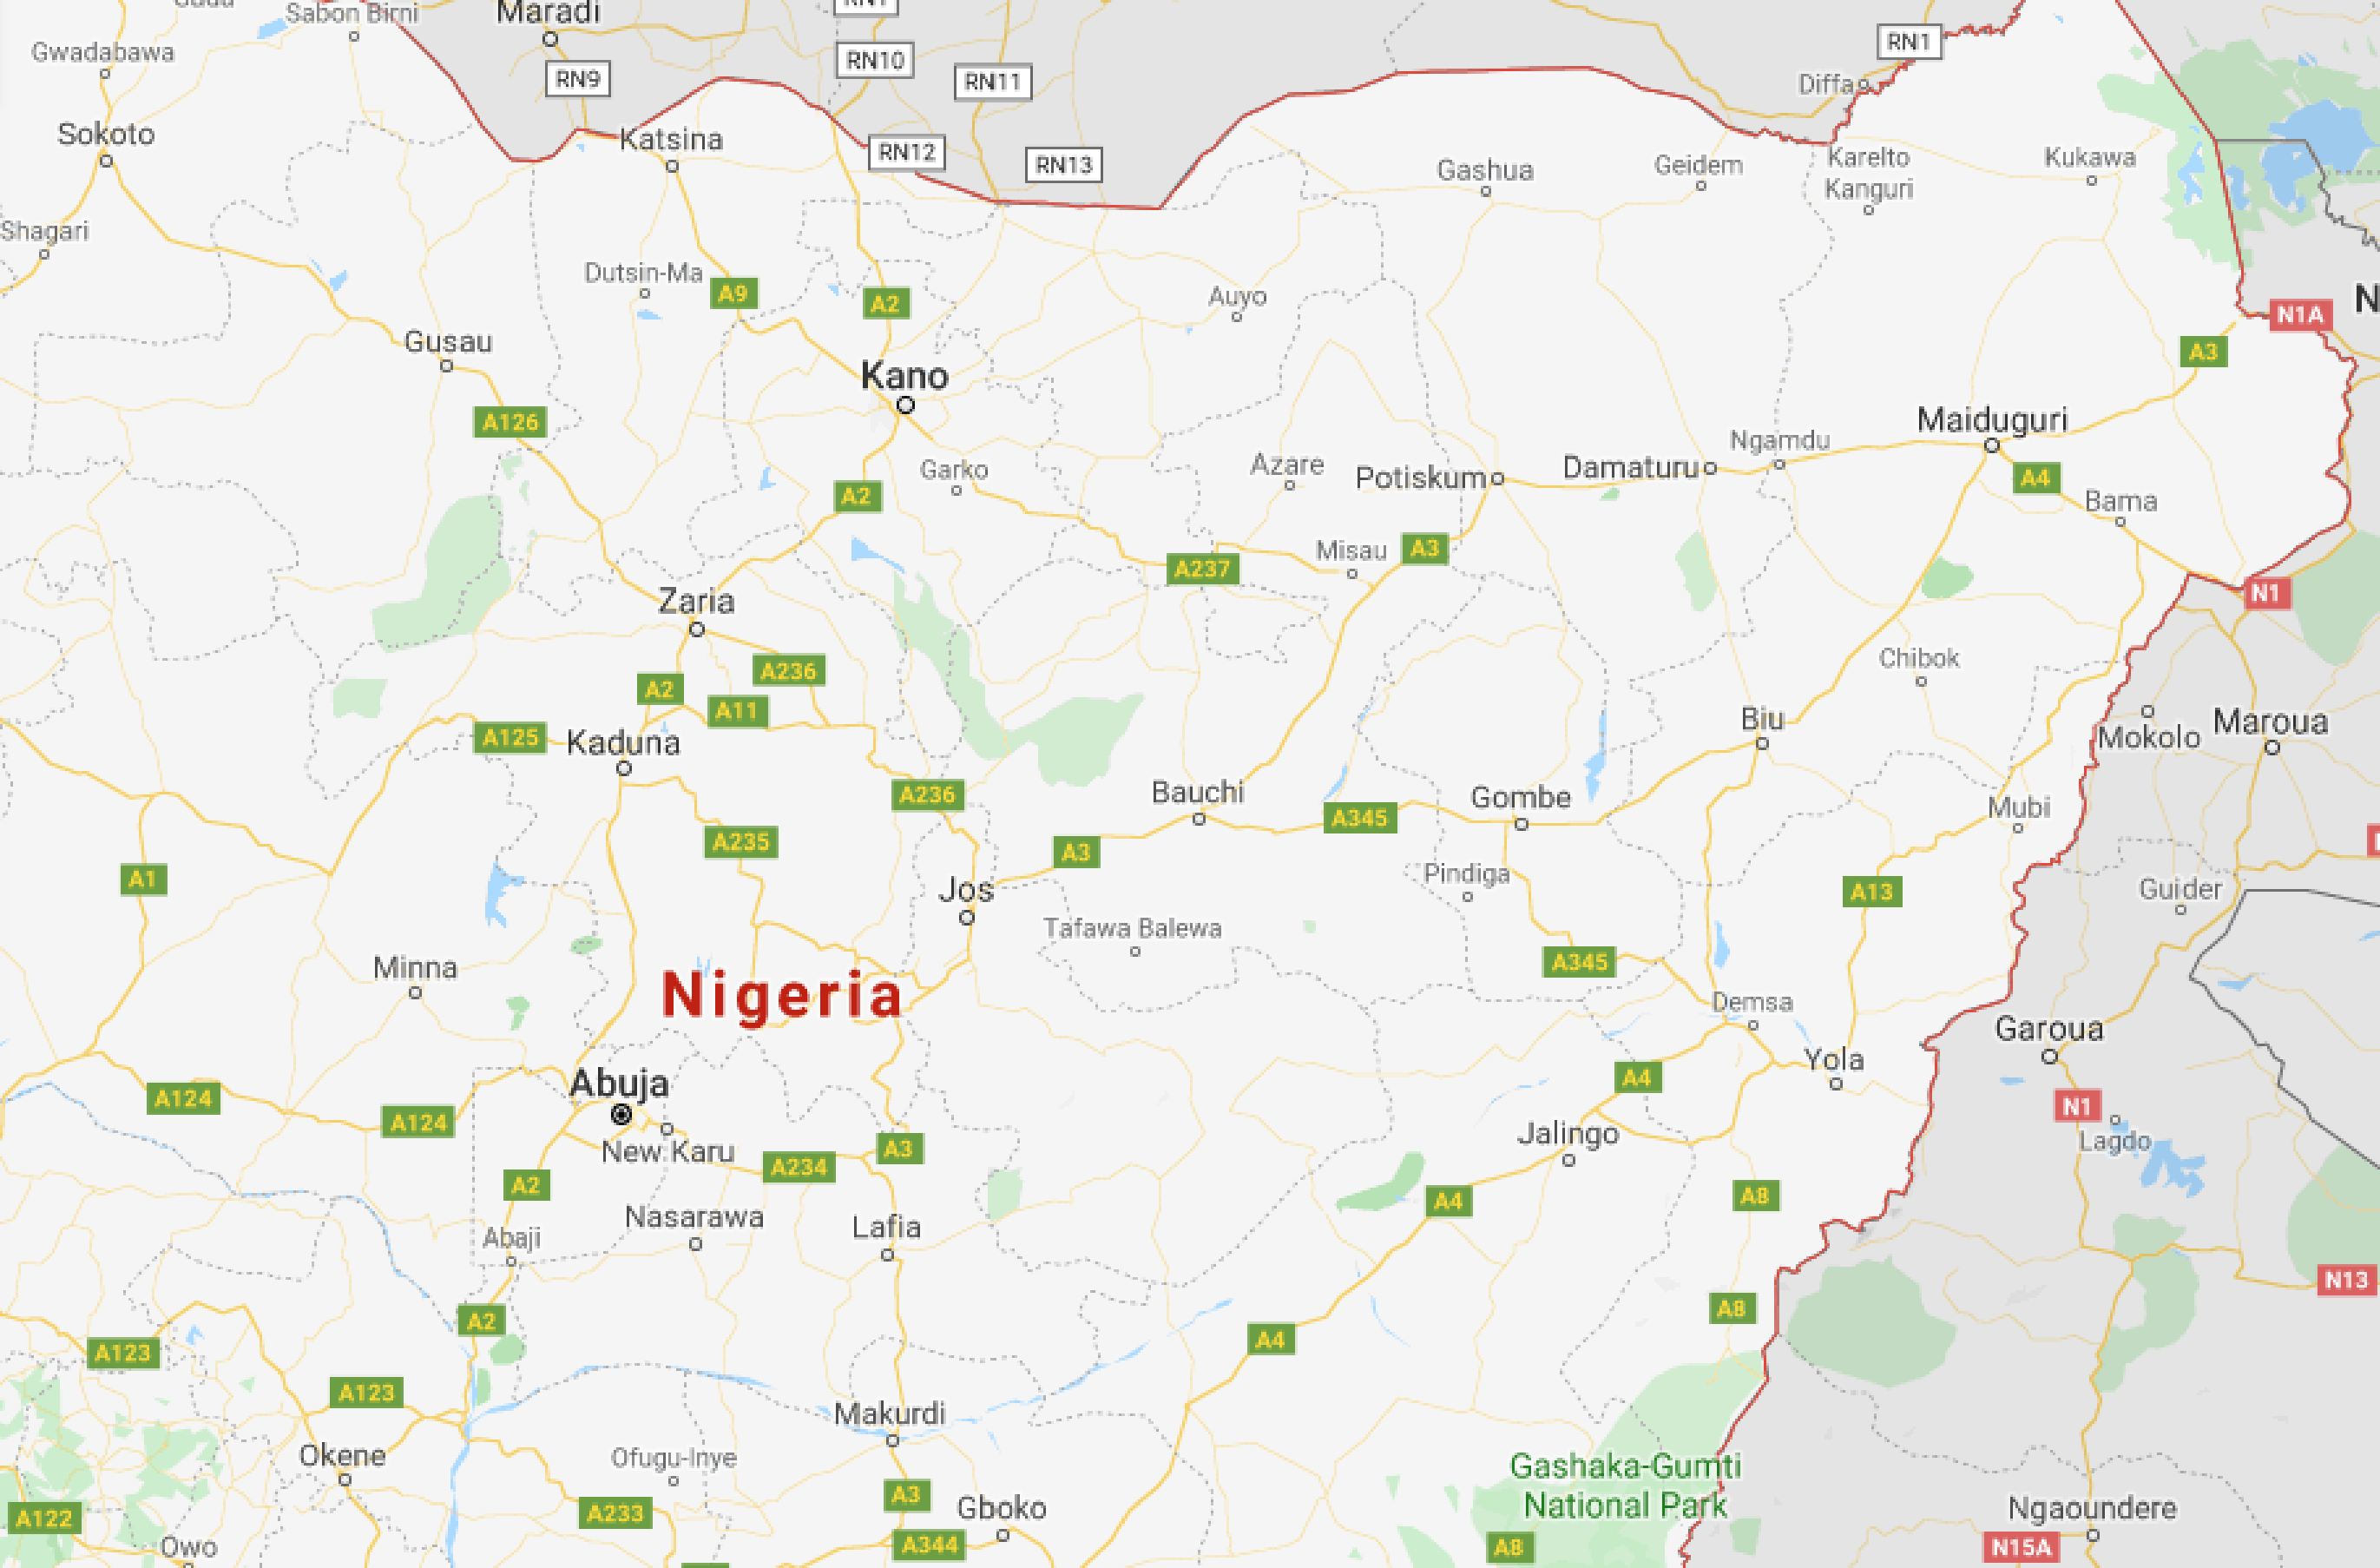 Sabon Birni
Maradi
RN10
RN11
RN9
RN1
Gwadabawa
Diffa
Sokoto
Katsina
RN12
RN13
Gashua
Geidem
Karelto
Kanguri
Kukawa
Shagari
Dutsin-Ma
A9
A2
Auyo
N1A
N
Gusau
Kano
A3
A126
Maiduguri
Garko
Azare
Potiskum
Damaturu
Ngamdu
A4
A2
Bama
Misau
A3
A237
N1
Zaria
A2
A236
A11
Chibok
A125
Kaduna
Biu
Mokolo
Maroua
A236
Bauchi
A345
Gombe
Mubi
A235
A3
A1
Jos
Pindiga
A13
Guider
Tafawa Balewa
Minna
Nigeria
A345
Demsa
Garoua
Abuja
Yola
A124
A124
New Karu
A4
N1
Lagdo
A234
A3
Jalingo
A2
A4
A8
Nasarawa
Lafia
Abaji
N13
A2
A8
A123
A4
A123
Makurdi
Okene
Ofugu-Inye
Gashaka-Gumti
National Park
A122
A233
A3
Gboko
Ngaoundere
Owo
A344
A8
N15A